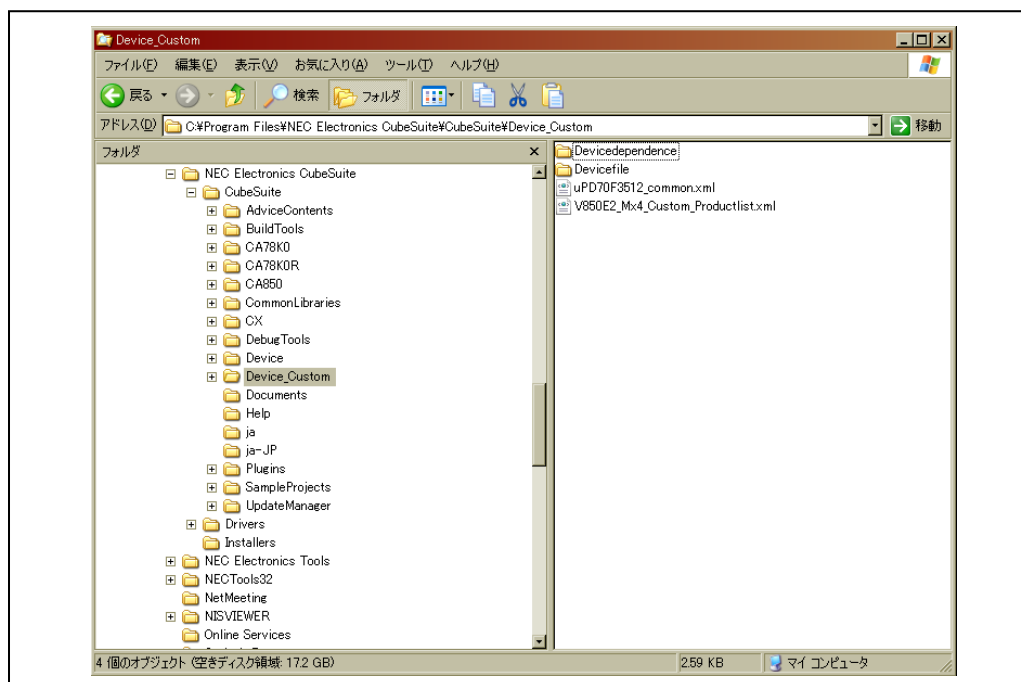 Device_Custom
ファイル(F) 編集(E) 表示(V) お気に入り(A) ツール(T) ヘルプ(H)
戻る 検索 フォルダ
アドレス(D) C:¥Program Files¥NEC Electronics CubeSuite¥CubeSuite¥Device_Custom 移動
フォルダ
NEC Electronics CubeSuite
CubeSuite
AdviceContents
BuildTools
CA78K0
CA78K0R
CA850
CommonLibraries
CX
DebugTools
Device
Device_Custom
Documents
Help
ja
ja-JP
Plugins
SampleProjects
UpdateManager
Drivers
Installers
NEC Electronics Tools
NECTools32
NetMeeting
NISVIEWER
Online Services
Devicedependence
Devicefile
uPD70F3512_common.xml
V850E2_Mx4_Custom_Productlist.xml
4 個のオブジェクト (空きディスク領域: 17.2 GB) 2.59 KB マイ コンピュータ